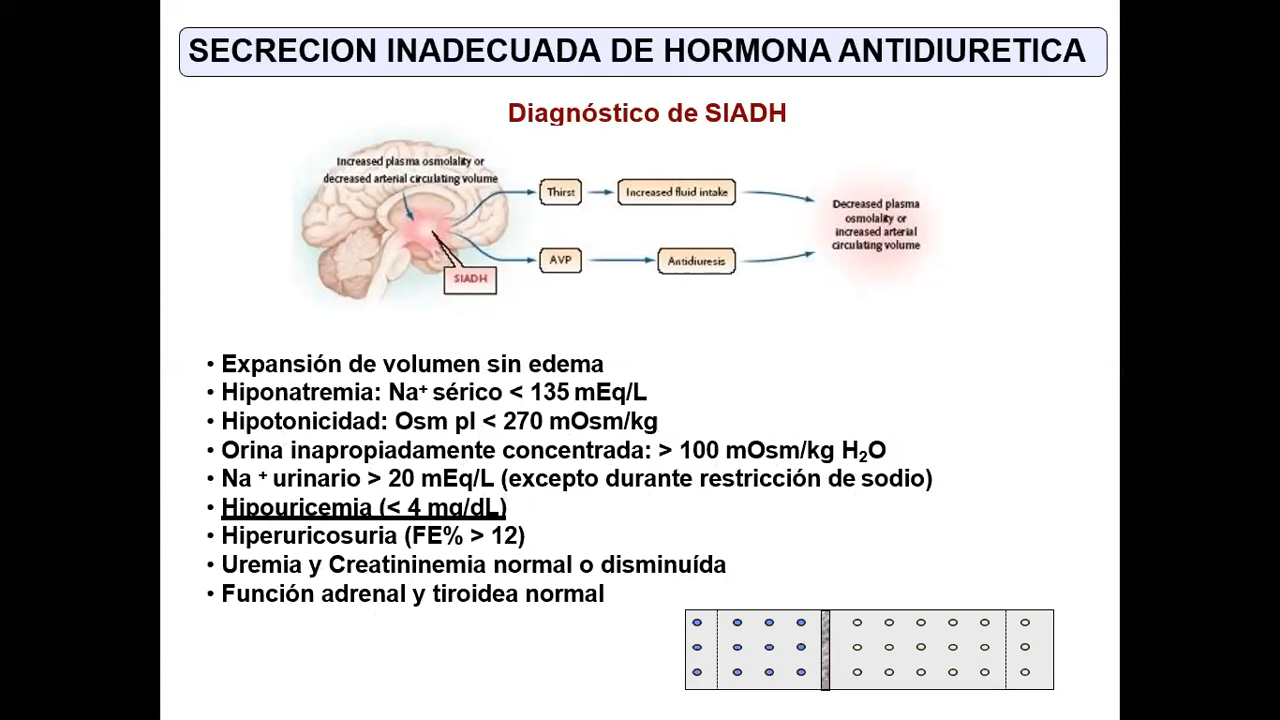 SECRECION INADECUADA DE HORMONA ANTIDIURETICA
Diagnóstico de SIADH
Increased plasma osmolality or
decreased arterial circulating volume
Thirst
Increased fluid intake
Decreased plasma
osmolality or
increased arterial
circulating volume
AVP
Antidiuresis
SIADH
• Expansión de volumen sin edema
• Hiponatremia: Na⁺ sérico < 135 mEq/L
• Hipotonicidad: Osm pl < 270 mOsm/kg
• Orina inapropiadamente concentrada: > 100 mOsm/kg H₂O
• Na ⁺ urinario > 20 mEq/L (excepto durante restricción de sodio)
• Hipouricemia (< 4 mg/dL)
• Hiperuricosuria (FE% > 12)
• Uremia y Creatininemia normal o disminuída
• Función adrenal y tiroidea normal